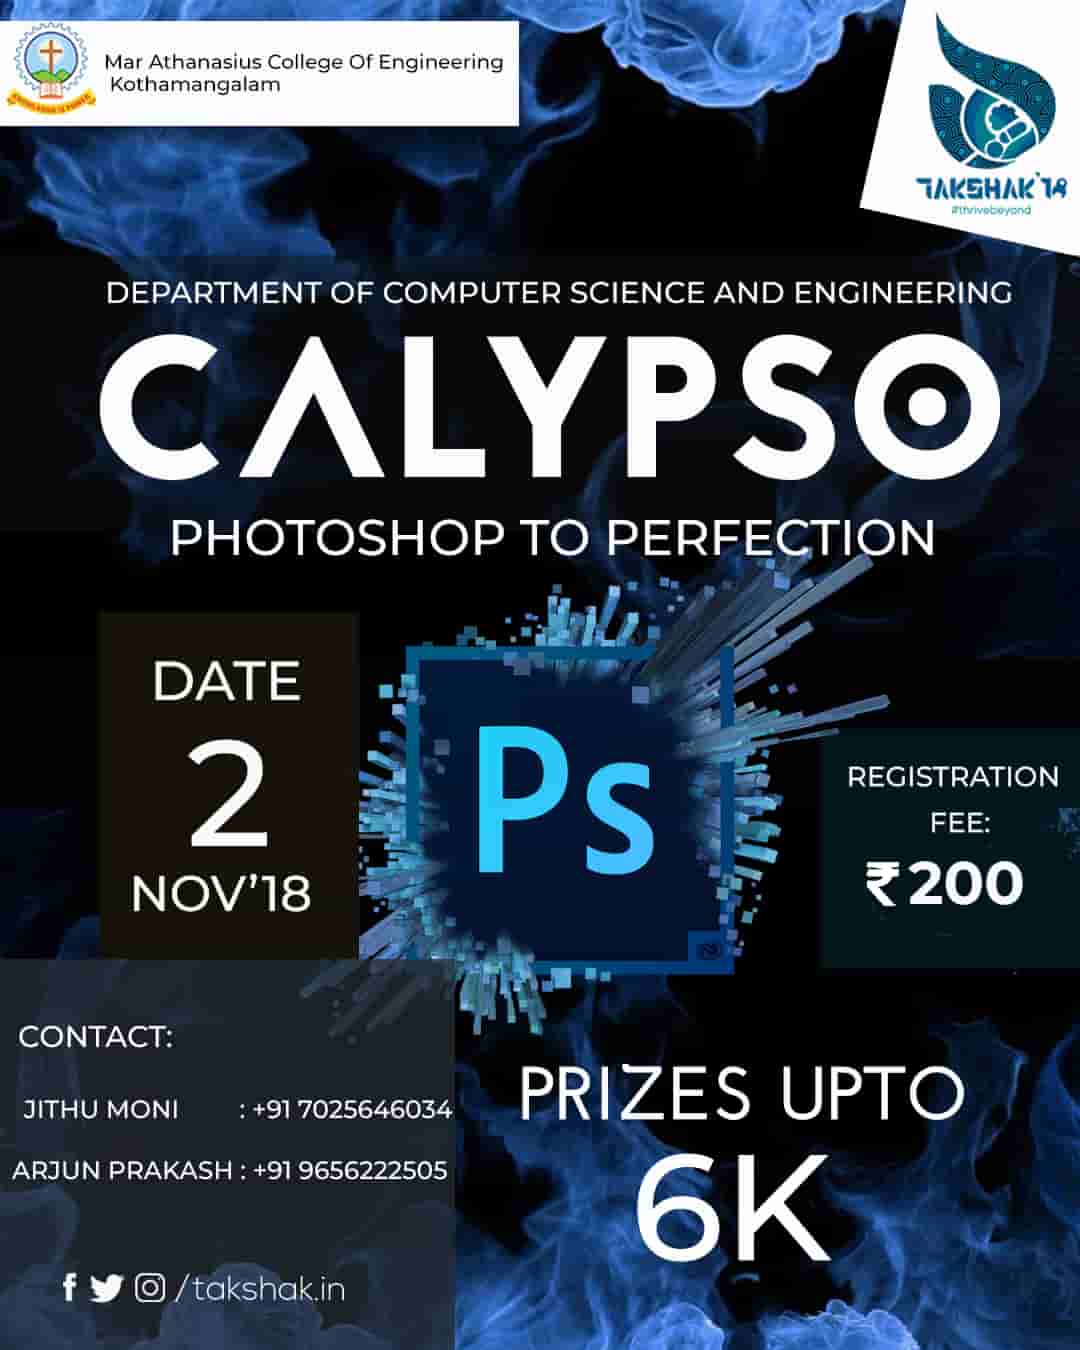 Mar Athanasius College Of Engineering
Kothamangalam
TAKSHAK'18
#thrivebeyond
DEPARTMENT OF COMPUTER SCIENCE AND ENGINEERING
CALYPSO
PHOTOSHOP TO PERFECTION
DATE
2
NOV'18
Ps
REGISTRATION
FEE:
₹200
CONTACT:
JITHU MONI : +91 7025646034
ARJUN PRAKASH : +91 9656222505
/takshak.in
PRIZES UPTO
6K